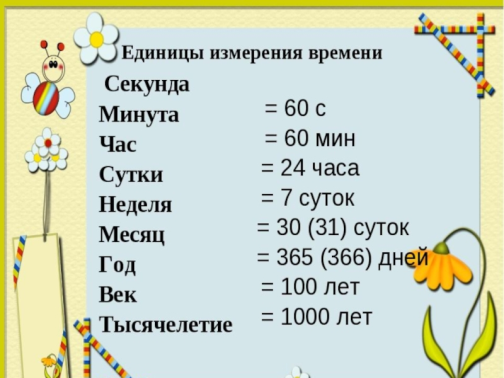 Единицы измерения времени
Секунда
Минута = 60 с
Час = 60 мин
Сутки = 24 часа
Неделя = 7 суток
Месяц = 30 (31) суток
Год = 365 (366) дней
Век = 100 лет
Тысячелетие = 1000 лет